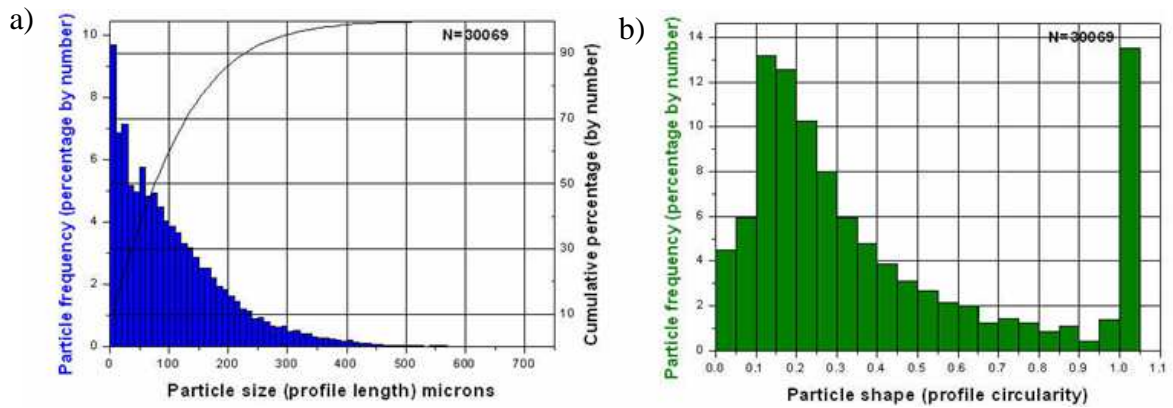 a)
N=30069
Particle frequency (percentage by number)
10
8
6
4
2
0
Cumulative percentage (by number)
90
70
50
30
10
0 100 200 300 400 500 600 700
Particle size (profile length) microns
b)
N=30069
Particle frequency (percentage by number)
14
12
10
8
6
4
2
0
0.0 0.1 0.2 0.3 0.4 0.5 0.6 0.7 0.8 0.9 1.0 1.1
Particle shape (profile circularity)